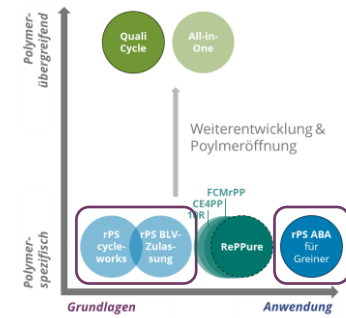 Polymer-
übergreifend
Quali
Cycle
All-in-
One
Weiterentwicklung &
Poylmeröffnung
FCMrPP
CE4PP
10R
Polymer-
spezifisch
rPS
cycle-
works
rPS BLV-
Zulas-
sung
RePPure
rPS ABA
für
Greiner
Grundlagen
Anwendung